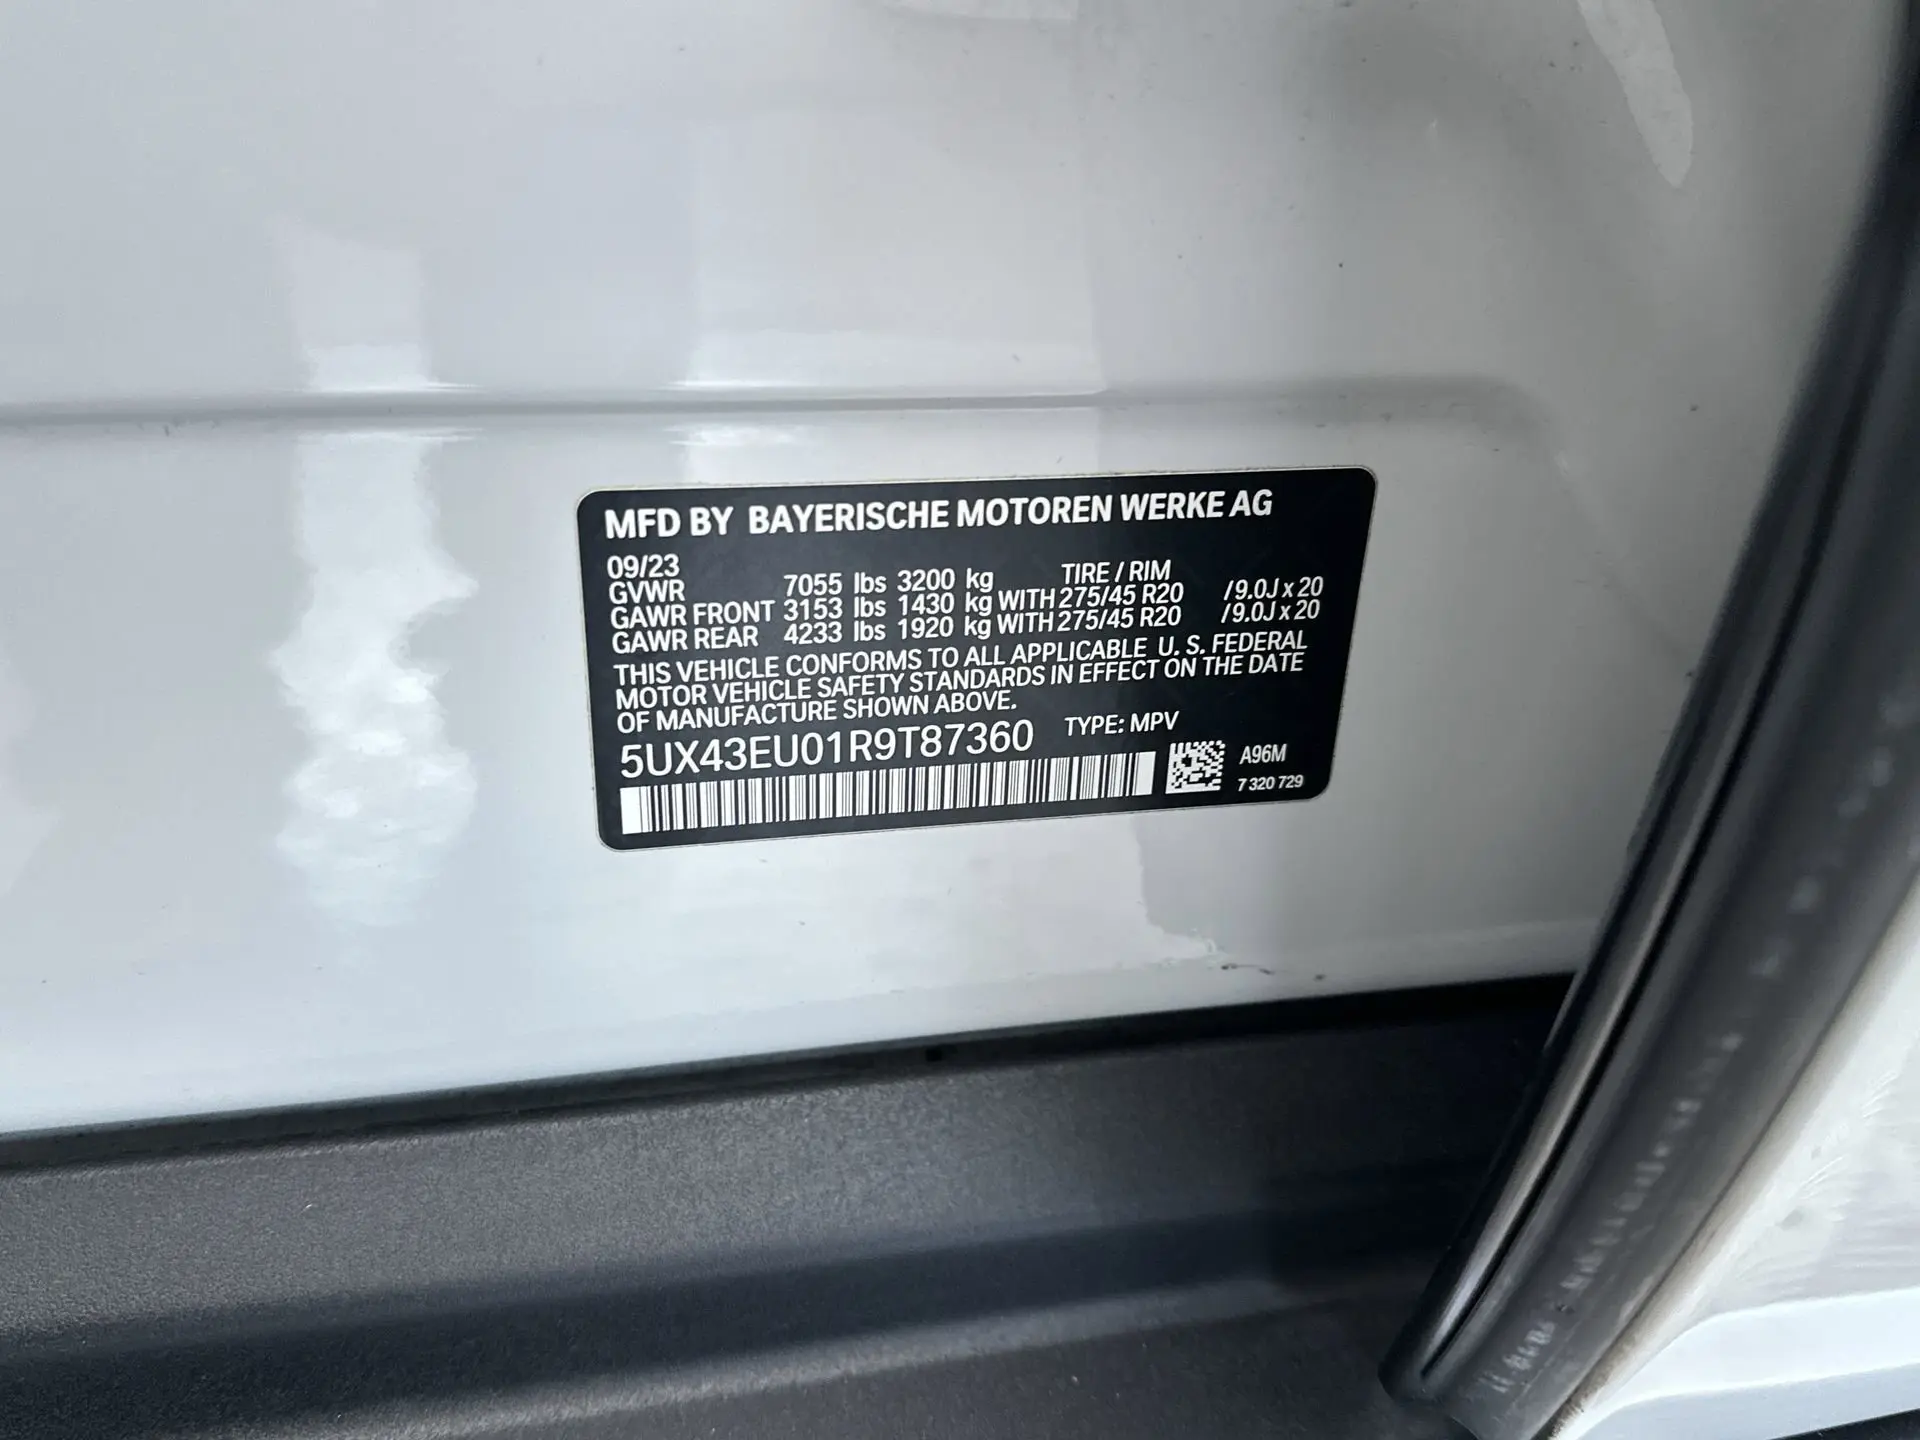 MFD BY BAYERISCHE MOTOREN WERKE AG
09/23 TIRE / RIM
GVWR 7055 lbs 3200 kg
GAWR FRONT 3153 lbs 1430 kg WITH 275/45 R20 / 9.0J x 20
GAWR REAR 4233 lbs 1920 kg WITH 275/45 R20 / 9.0J x 20
THIS VEHICLE CONFORMS TO ALL APPLICABLE U. S. FEDERAL
MOTOR VEHICLE SAFETY STANDARDS IN EFFECT ON THE DATE
OF MANUFACTURE SHOWN ABOVE.
5UX43EU01R9T87360 TYPE: MPV
A96M
7 320 729